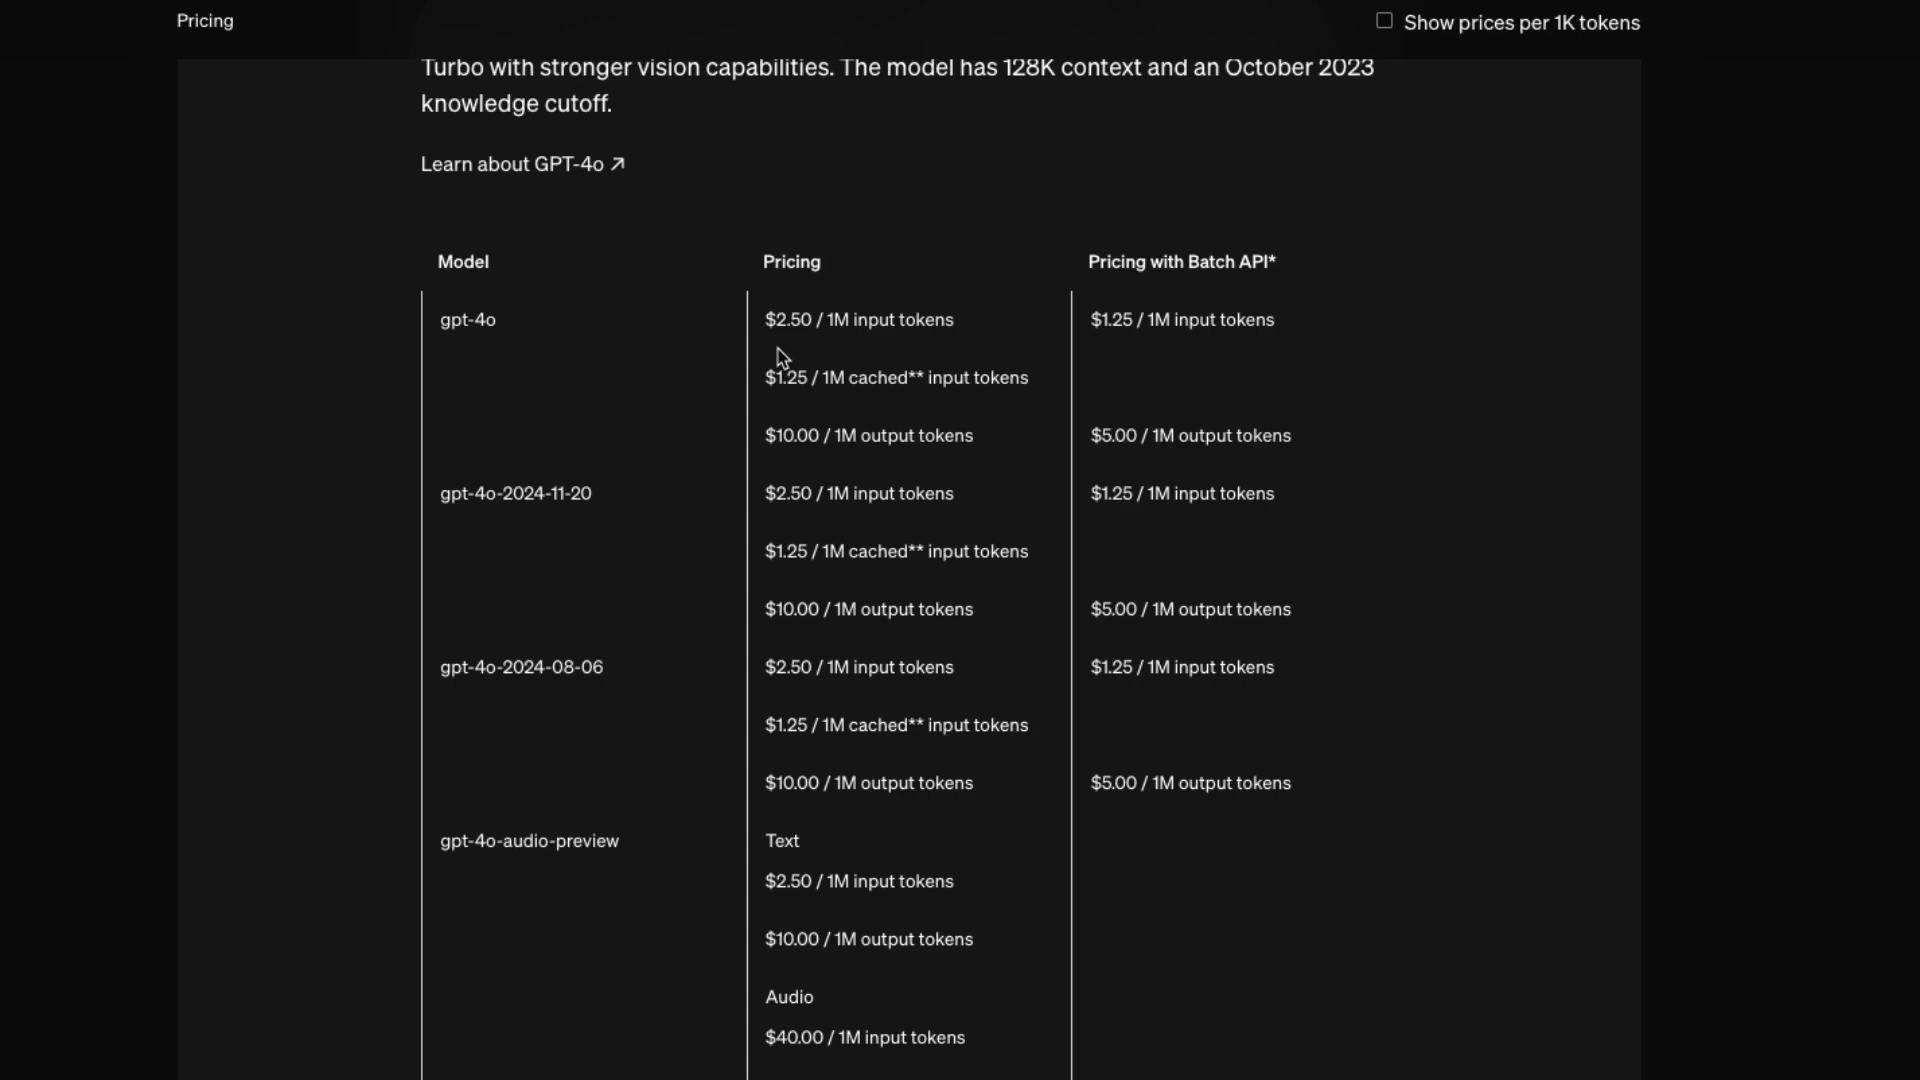 Pricing
Show prices per 1K tokens
Turbo with stronger vision capabilities. The model has 128K context and an October 2023
knowledge cutoff.
Learn about GPT-4o ↗
Model Pricing Pricing with Batch API*
gpt-4o $2.50 / 1M input tokens $1.25 / 1M input tokens
$1.25 / 1M cached** input tokens
$10.00 / 1M output tokens $5.00 / 1M output tokens
gpt-4o-2024-11-20 $2.50 / 1M input tokens $1.25 / 1M input tokens
$1.25 / 1M cached** input tokens
$10.00 / 1M output tokens $5.00 / 1M output tokens
gpt-4o-2024-08-06 $2.50 / 1M input tokens $1.25 / 1M input tokens
$1.25 / 1M cached** input tokens
$10.00 / 1M output tokens $5.00 / 1M output tokens
gpt-4o-audio-preview Text
$2.50 / 1M input tokens
$10.00 / 1M output tokens
Audio
$40.00 / 1M input tokens